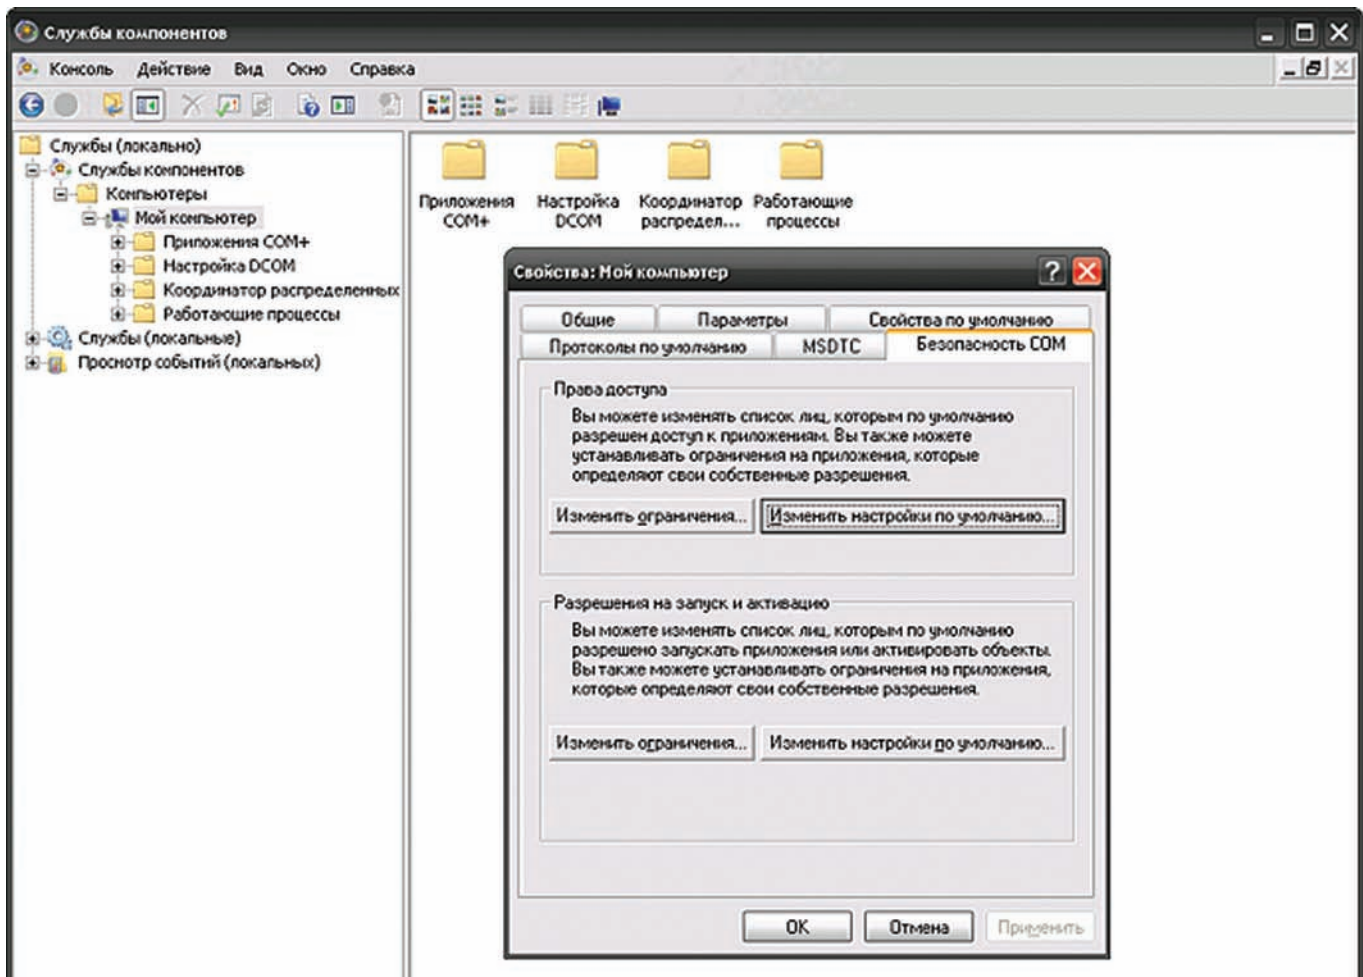 Службы компонентов
Консоль Действие Вид Окно Справка
Службы (локально)
Службы компонентов
Компьютеры
Мой компьютер
Приложения COM+
Настройка DCOM
Координатор распределенных
Работающие процессы
Службы (локальные)
Просмотр событий (локальных)
Приложения COM+
Настройка DCOM
Координатор распредел...
Работающие процессы
Свойства: Мой компьютер
Общие Параметры Свойства по умолчанию
Протоколы по умолчанию MSDTC Безопасность COM
Права доступа
Вы можете изменять список лиц, которым по умолчанию
разрешен доступ к приложениям. Вы также можете
устанавливать ограничения на приложения, которые
определяют свои собственные разрешения.
Изменить ограничения... Изменить настройки по умолчанию...
Разрешения на запуск и активацию
Вы можете изменять список лиц, которым по умолчанию
разрешено запускать приложения или активировать объекты.
Вы также можете устанавливать ограничения на приложения,
которые определяют свои собственные разрешения.
Изменить ограничения... Изменить настройки по умолчанию...
OK Отмена Применить